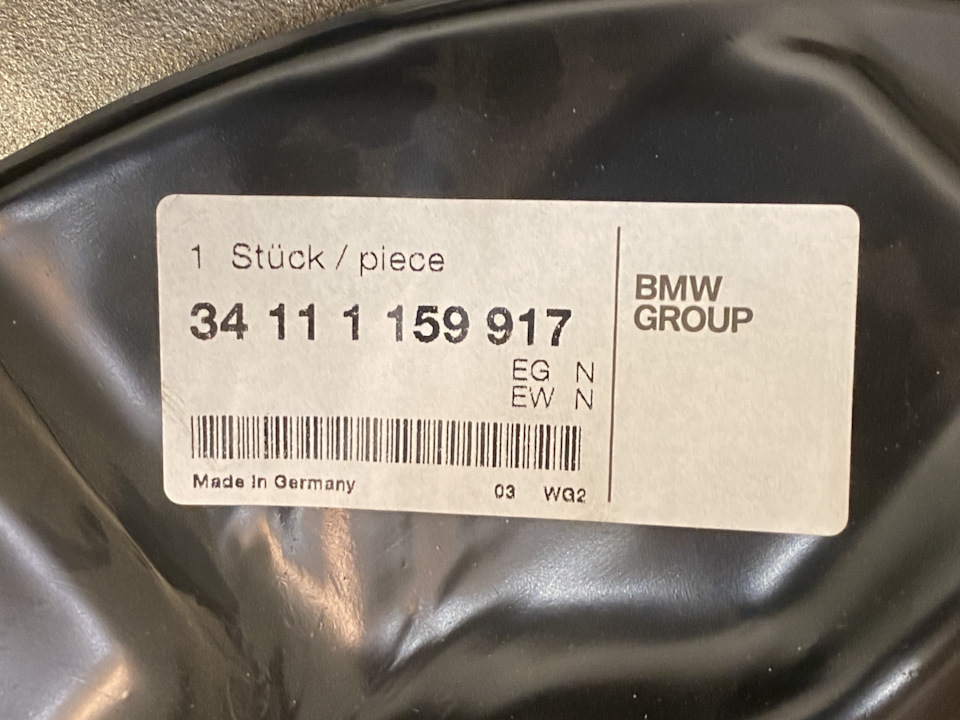 1 Stück / piece
34 11 1 159 917
EG N
EW N
Made in Germany
03 WG2
BMW
GROUP